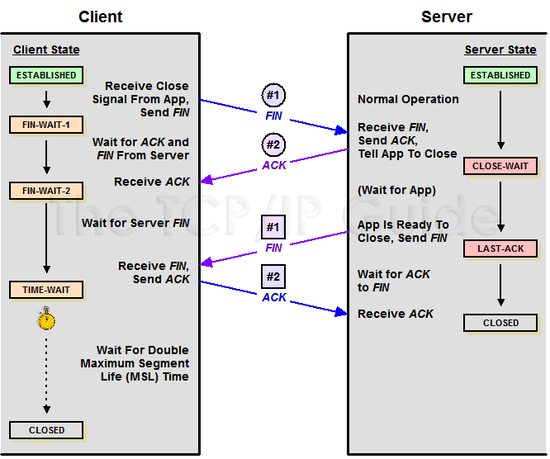 Client
Server
Client State
Server State
ESTABLISHED
ESTABLISHED
Receive Close
Signal From App,
Send FIN
#1
FIN
Normal Operation
FIN-WAIT-1
Receive FIN,
Send ACK,
Tell App To Close
Wait for ACK and
FIN From Server
#2
ACK
CLOSE-WAIT
Receive ACK
FIN-WAIT-2
(Wait for App)
The TCP/IP Guide
Wait for Server FIN
#1
FIN
App Is Ready To
Close, Send FIN
LAST-ACK
Receive FIN,
Send ACK
#2
ACK
Wait for ACK
to FIN
TIME-WAIT
Receive ACK
CLOSED
Wait For Double
Maximum Segment
Life (MSL) Time
CLOSED